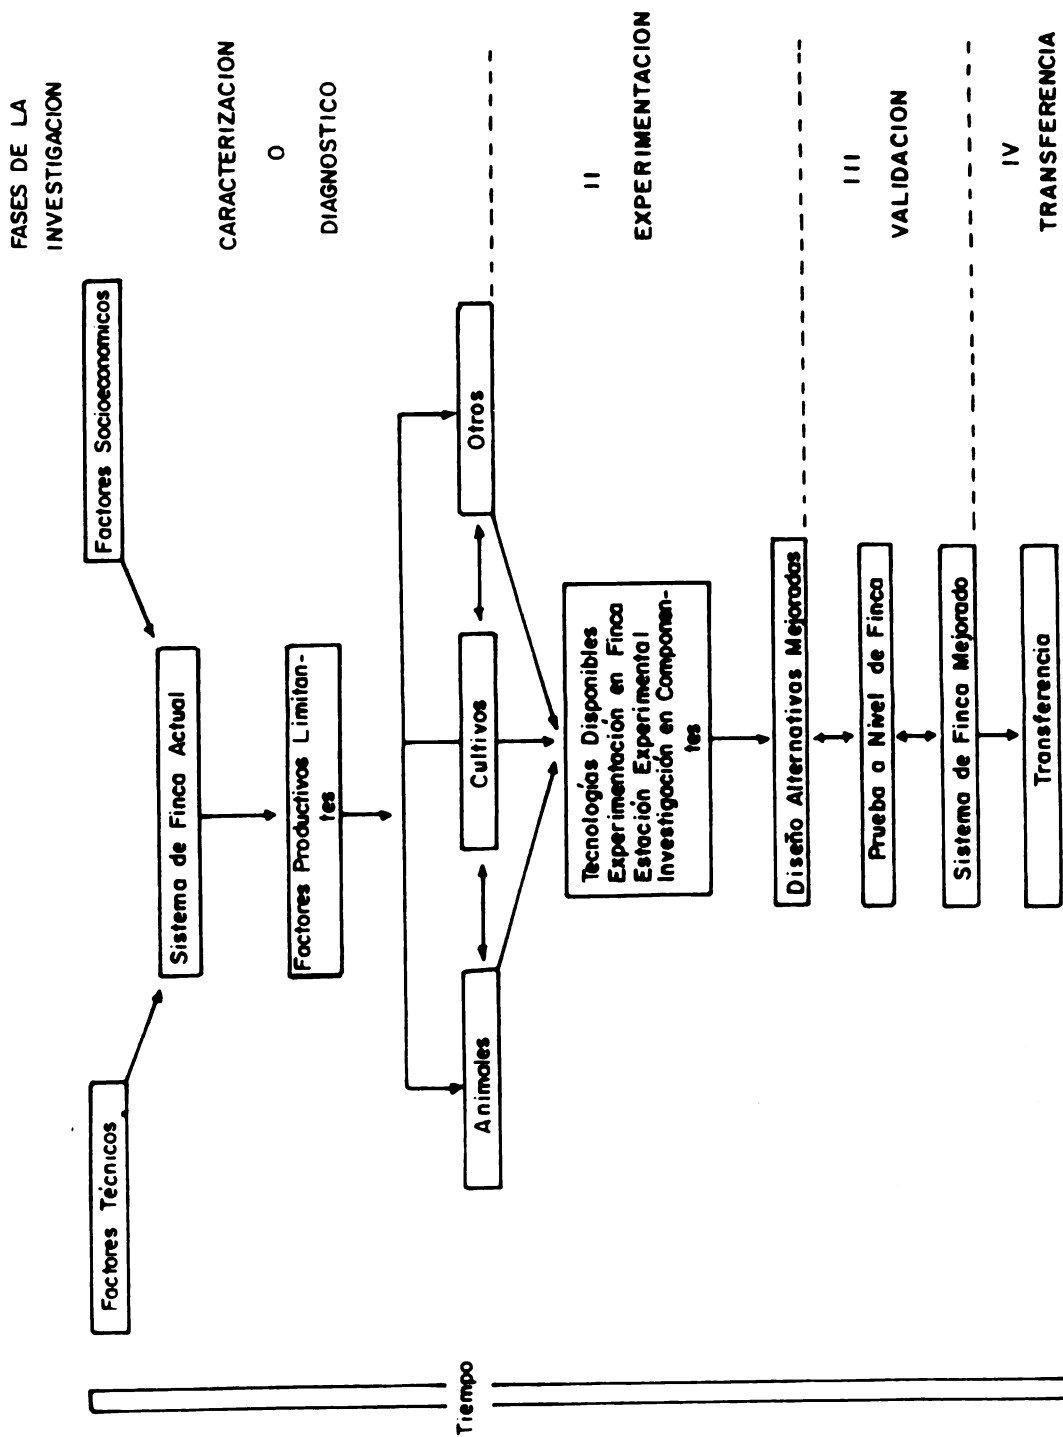 FASES DE LA
INVESTIGACION
Factores Técnicos
Factores Socioeconomicos
Sistema de Finca Actual
CARACTERIZACION
O
DIAGNOSTICO
Factores Productivos Limitan-
tes
Tiempo
Animales
Cultivos
Otros
Tecnologías Disponibles
Experimentación en Finca
Estación Experimental
Investigación en Componen-
tes
II
EXPERIMENTACION
Diseño Alternativas Mejoradas
Prueba a Nivel de Finca
Sistema de Finca Mejorado
III
VALIDACION
Transferencia
IV
TRANSFERENCIA